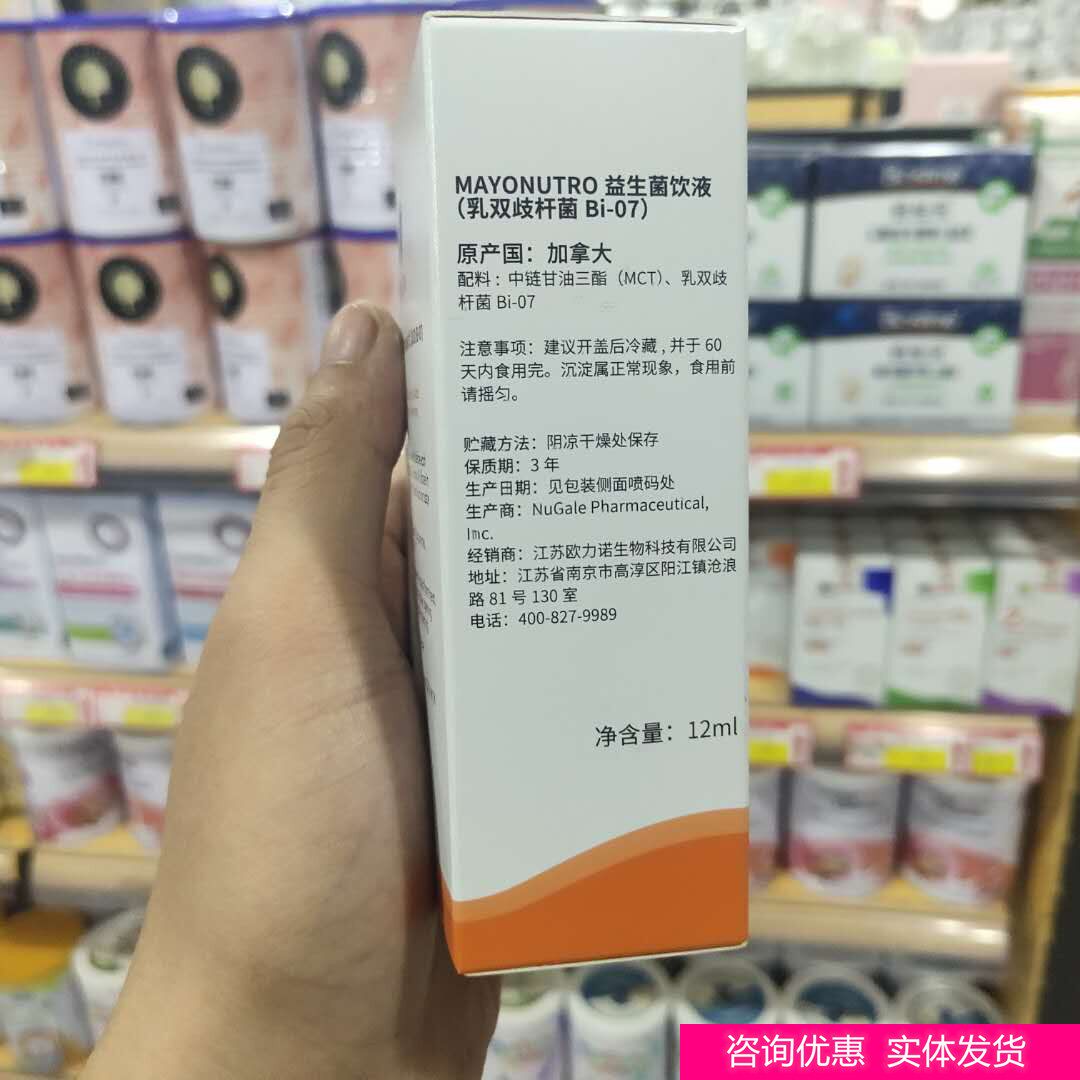 MAYONUTRO 益生菌饮液
（乳双歧杆菌 Bi-07）
原产国：加拿大
配料：中链甘油三酯（MCT）、乳双歧
杆菌 Bi-07
注意事项：建议开盖后冷藏，并于 60
天内食用完。沉淀属正常现象，食用前
请摇匀。
贮藏方法：阴凉干燥处保存
保质期：3 年
生产日期：见包装侧面喷码处
生产商：NuGale Pharmaceutical,
Inc.
经销商：江苏欧力诺生物科技有限公司
地址：江苏省南京市高淳区阳江镇沧浪
路 81 号 130 室
电话：400-827-9989
净含量：12ml
咨询优惠 实体发货